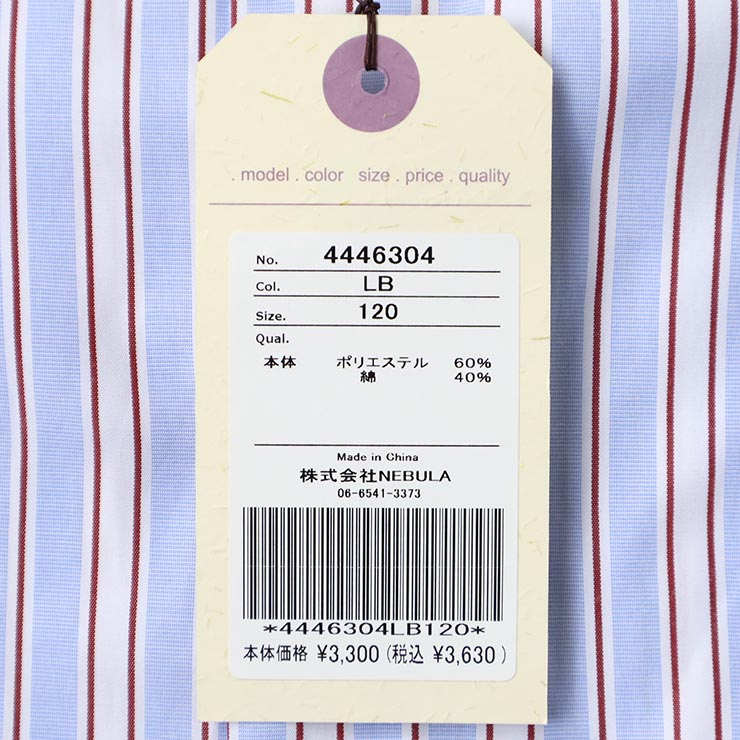 . model . color size . price . quality
No. 4446304
Col. LB
Size. 120
Qual.
本体 ポリエステル 60%
綿 40%
Made in China
株式会社NEBULA
06-6541-3373
*4446304LB120*
本体価格 ¥3,300(税込 ¥3,630)